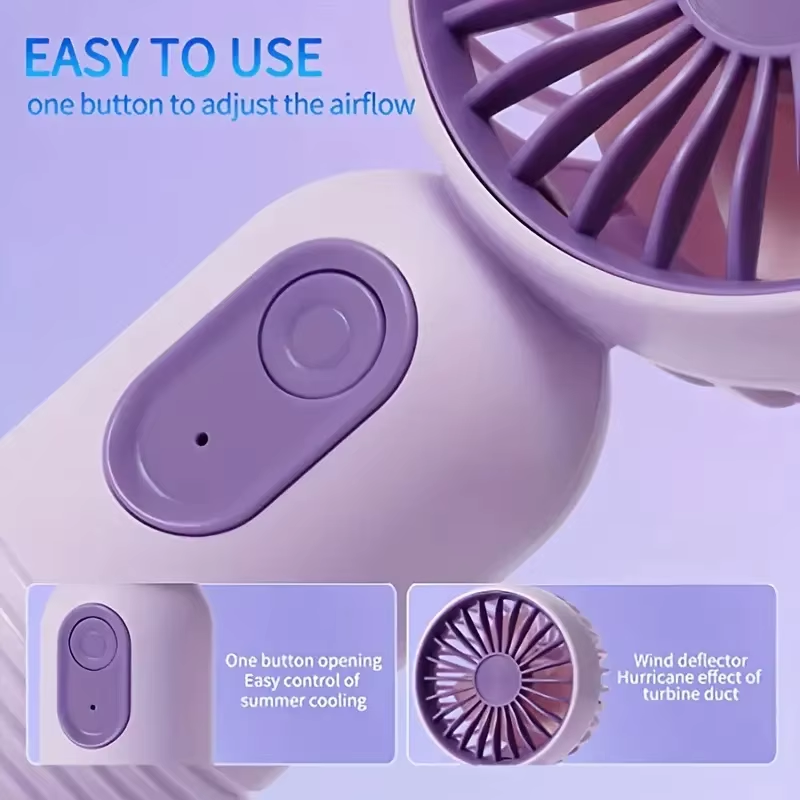 EASY TO USE
one button to adjust the airflow
One button opening
Easy control of
summer cooling
Wind deflector
Hurricane effect of
turbine duct